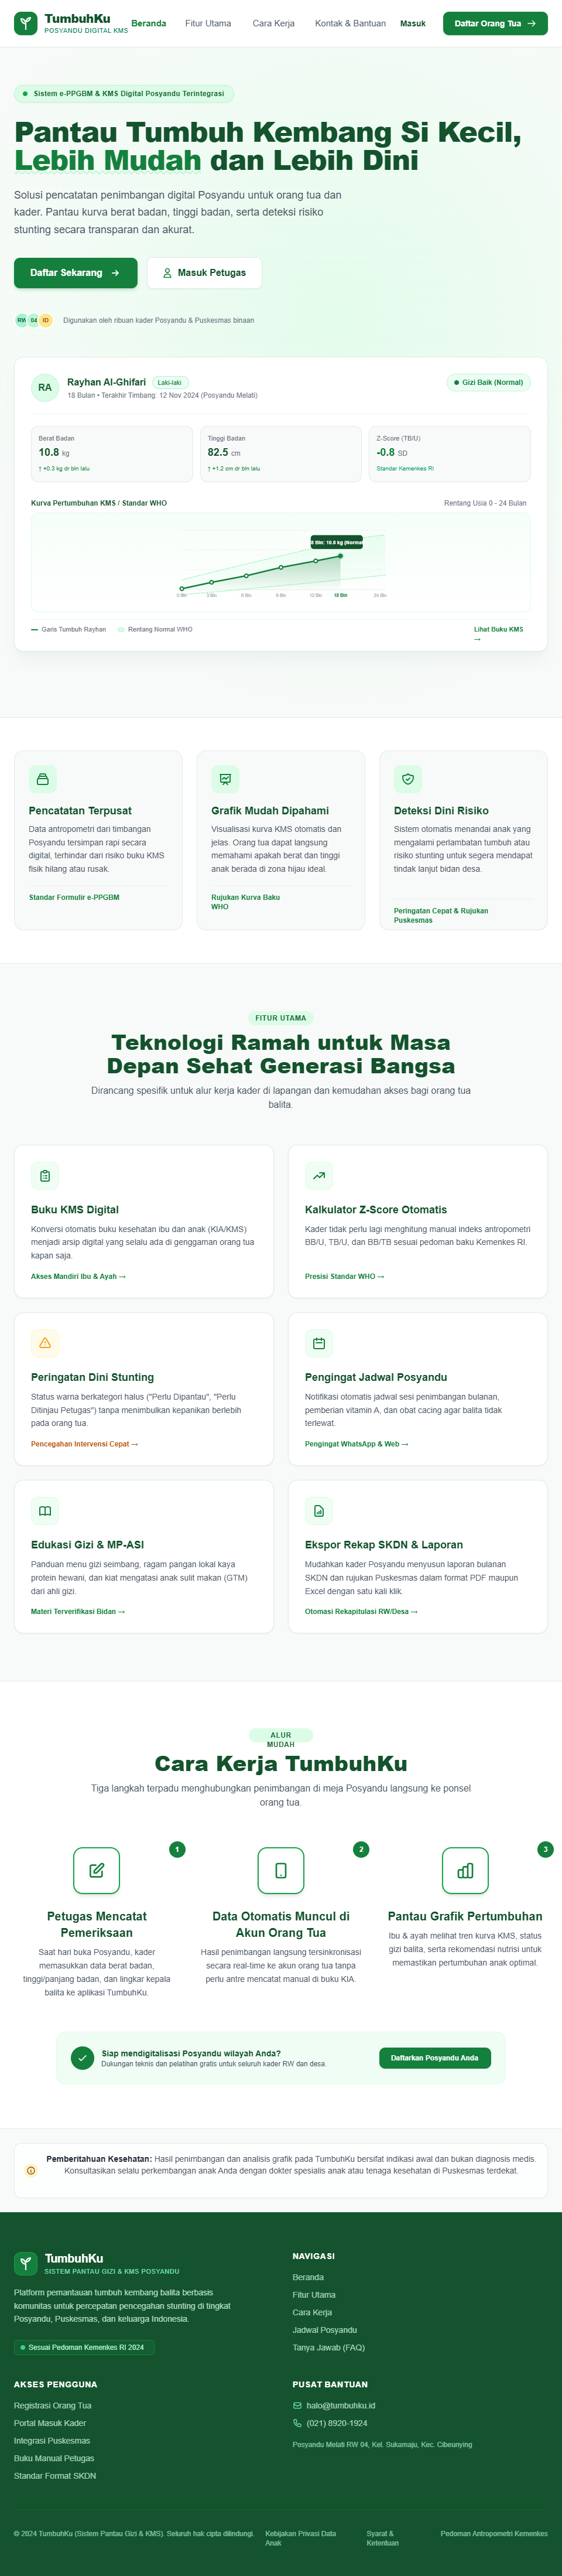 TumbuhKu
POSYANDU DIGITAL KMS
Beranda
Fitur Utama
Cara Kerja
Kontak & Bantuan
Masuk
Daftar Orang Tua →
Sistem e-PPGBM & KMS Digital Posyandu Terintegrasi
Pantau Tumbuh Kembang Si Kecil,
Lebih Mudah dan Lebih Dini
Solusi pencatatan penimbangan digital Posyandu untuk orang tua dan
kader. Pantau kurva berat badan, tinggi badan, serta deteksi risiko
stunting secara transparan dan akurat.
Daftar Sekarang →
Masuk Petugas
RW 04 ID
Digunakan oleh ribuan kader Posyandu & Puskesmas binaan
RA
Rayhan Al-Ghifari
Laki-laki
18 Bulan • Terakhir Timbang: 12 Nov 2024 (Posyandu Melati)
Gizi Baik (Normal)
Berat Badan
10.8 kg
↑ +0.3 kg dr bln lalu
Tinggi Badan
82.5 cm
↑ +1.2 cm dr bln lalu
Z-Score (TB/U)
-0.8 SD
Standar Kemenkes RI
Kurva Pertumbuhan KMS / Standar WHO
Rentang Usia 0 - 24 Bulan
8 Bln: 10.8 kg (Normal
0 Bln
3 Bln
6 Bln
9 Bln
12 Bln
18 Bln
24 Bln
Garis Tumbuh Rayhan
Rentang Normal WHO
Lihat Buku KMS
→
Pencatatan Terpusat
Data antropometri dari timbangan
Posyandu tersimpan rapi secara
digital, terhindar dari risiko buku KMS
fisik hilang atau rusak.
Standar Formulir e-PPGBM
Grafik Mudah Dipahami
Visualisasi kurva KMS otomatis dan
jelas. Orang tua dapat langsung
memahami apakah berat dan tinggi
anak berada di zona hijau ideal.
Rujukan Kurva Baku
WHO
Deteksi Dini Risiko
Sistem otomatis menandai anak yang
mengalami perlambatan tumbuh atau
risiko stunting untuk segera mendapat
tindak lanjut bidan desa.
Peringatan Cepat & Rujukan
Puskesmas
FITUR UTAMA
Teknologi Ramah untuk Masa
Depan Sehat Generasi Bangsa
Dirancang spesifik untuk alur kerja kader di lapangan dan kemudahan akses bagi orang tua
balita.
Buku KMS Digital
Konversi otomatis buku kesehatan ibu dan anak (KIA/KMS)
menjadi arsip digital yang selalu ada di genggaman orang tua
kapan saja.
Akses Mandiri Ibu & Ayah →
Kalkulator Z-Score Otomatis
Kader tidak perlu lagi menghitung manual indeks antropometri
BB/U, TB/U, dan BB/TB sesuai pedoman baku Kemenkes RI.
Presisi Standar WHO →
Peringatan Dini Stunting
Status warna berkategori halus ("Perlu Dipantau", "Perlu
Ditinjau Petugas") tanpa menimbulkan kepanikan berlebih
pada orang tua.
Pencegahan Intervensi Cepat →
Pengingat Jadwal Posyandu
Notifikasi otomatis jadwal sesi penimbangan bulanan,
pemberian vitamin A, dan obat cacing agar balita tidak
terlewat.
Pengingat WhatsApp & Web →
Edukasi Gizi & MP-ASI
Panduan menu gizi seimbang, ragam pangan lokal kaya
protein hewani, dan kiat mengatasi anak sulit makan (GTM)
dari ahli gizi.
Materi Terverifikasi Bidan →
Ekspor Rekap SKDN & Laporan
Mudahkan kader Posyandu menyusun laporan bulanan
SKDN dan rujukan Puskesmas dalam format PDF maupun
Excel dengan satu kali klik.
Otomasi Rekapitulasi RW/Desa →
ALUR
MUDAH
Cara Kerja TumbuhKu
Tiga langkah terpadu menghubungkan penimbangan di meja Posyandu langsung ke ponsel
orang tua.
1
Petugas Mencatat
Pemeriksaan
Saat hari buka Posyandu, kader
memasukkan data berat badan,
tinggi/panjang badan, dan lingkar kepala
balita ke aplikasi TumbuhKu.
2
Data Otomatis Muncul di
Akun Orang Tua
Hasil penimbangan langsung tersinkronisasi
secara real-time ke akun orang tua tanpa
perlu antre mencatat manual di buku KIA.
3
Pantau Grafik Pertumbuhan
Ibu & ayah melihat tren kurva KMS, status
gizi balita, serta rekomendasi nutrisi untuk
memastikan pertumbuhan anak optimal.
Siap mendigitalisasi Posyandu wilayah Anda?
Dukungan teknis dan pelatihan gratis untuk seluruh kader RW dan desa.
Daftarkan Posyandu Anda
Pemberitahuan Kesehatan: Hasil penimbangan dan analisis grafik pada TumbuhKu bersifat indikasi awal dan bukan diagnosis medis.
Konsultasikan selalu perkembangan anak Anda dengan dokter spesialis anak atau tenaga kesehatan di Puskesmas terdekat.
TumbuhKu
SISTEM PANTAU GIZI & KMS POSYANDU
Platform pemantauan tumbuh kembang balita berbasis
komunitas untuk percepatan pencegahan stunting di tingkat
Posyandu, Puskesmas, dan keluarga Indonesia.
Sesuai Pedoman Kemenkes RI 2024
NAVIGASI
Beranda
Fitur Utama
Cara Kerja
Jadwal Posyandu
Tanya Jawab (FAQ)
AKSES PENGGUNA
Registrasi Orang Tua
Portal Masuk Kader
Integrasi Puskesmas
Buku Manual Petugas
Standar Format SKDN
PUSAT BANTUAN
halo@tumbuhku.id
(021) 8920-1924
Posyandu Melati RW 04, Kel. Sukamaju, Kec. Cibeunying
© 2024 TumbuhKu (Sistem Pantau Gizi & KMS). Seluruh hak cipta dilindungi.
Kebijakan Privasi Data
Anak
Syarat &
Ketentuan
Pedoman Antropometri Kemenkes